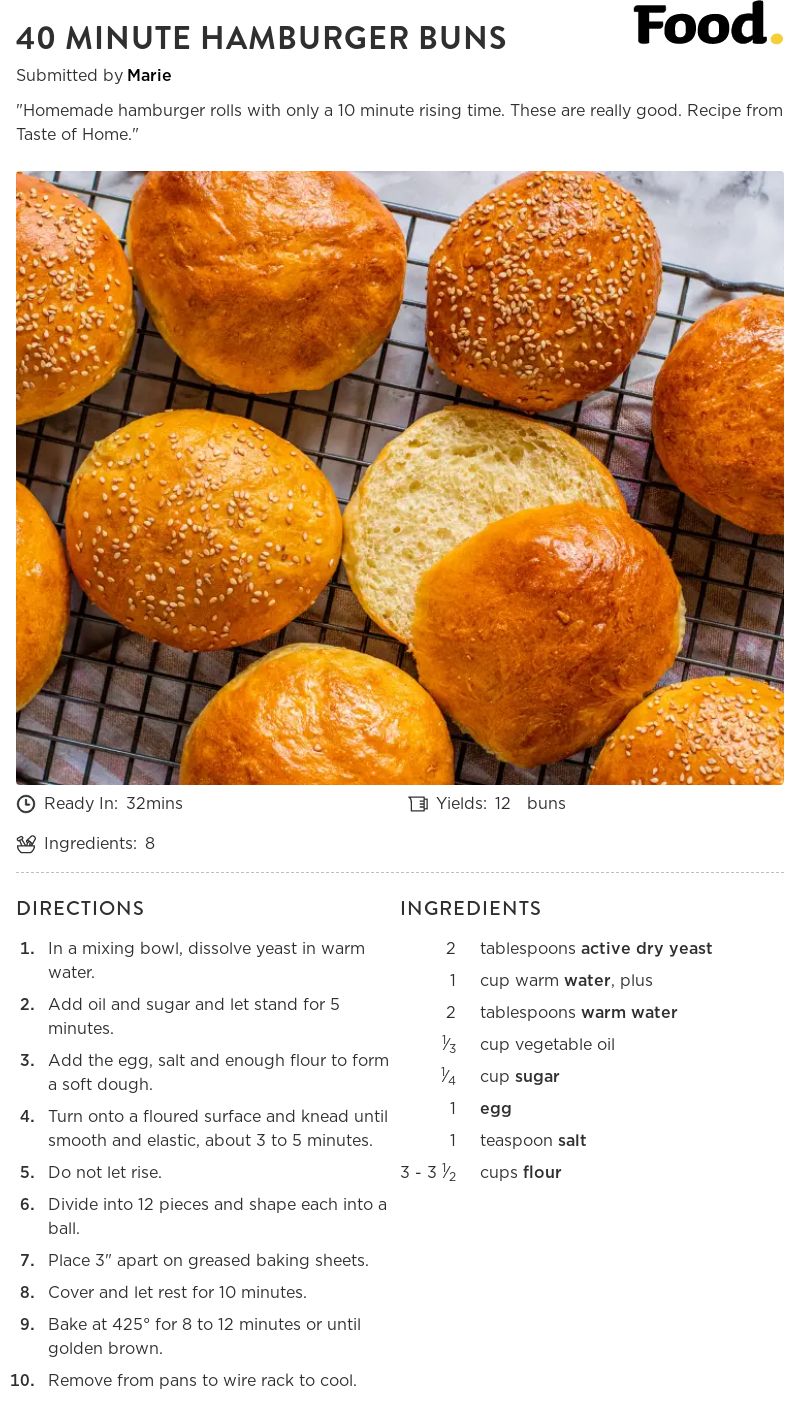 40 MINUTE HAMBURGER BUNS
Food.
Submitted by Marie
"Homemade hamburger rolls with only a 10 minute rising time. These are really good. Recipe from
Taste of Home."
Ready In: 32mins
Yields: 12 buns
Ingredients: 8
DIRECTIONS
1. In a mixing bowl, dissolve yeast in warm
water.
2. Add oil and sugar and let stand for 5
minutes.
3. Add the egg, salt and enough flour to form
a soft dough.
4. Turn onto a floured surface and knead until
smooth and elastic, about 3 to 5 minutes.
5. Do not let rise.
6. Divide into 12 pieces and shape each into a
ball.
7. Place 3" apart on greased baking sheets.
8. Cover and let rest for 10 minutes.
9. Bake at 425° for 8 to 12 minutes or until
golden brown.
10. Remove from pans to wire rack to cool.
INGREDIENTS
2 tablespoons active dry yeast
1 cup warm water, plus
2 tablespoons warm water
1⁄3 cup vegetable oil
1⁄4 cup sugar
1 egg
1 teaspoon salt
3 - 3 1⁄2 cups flour